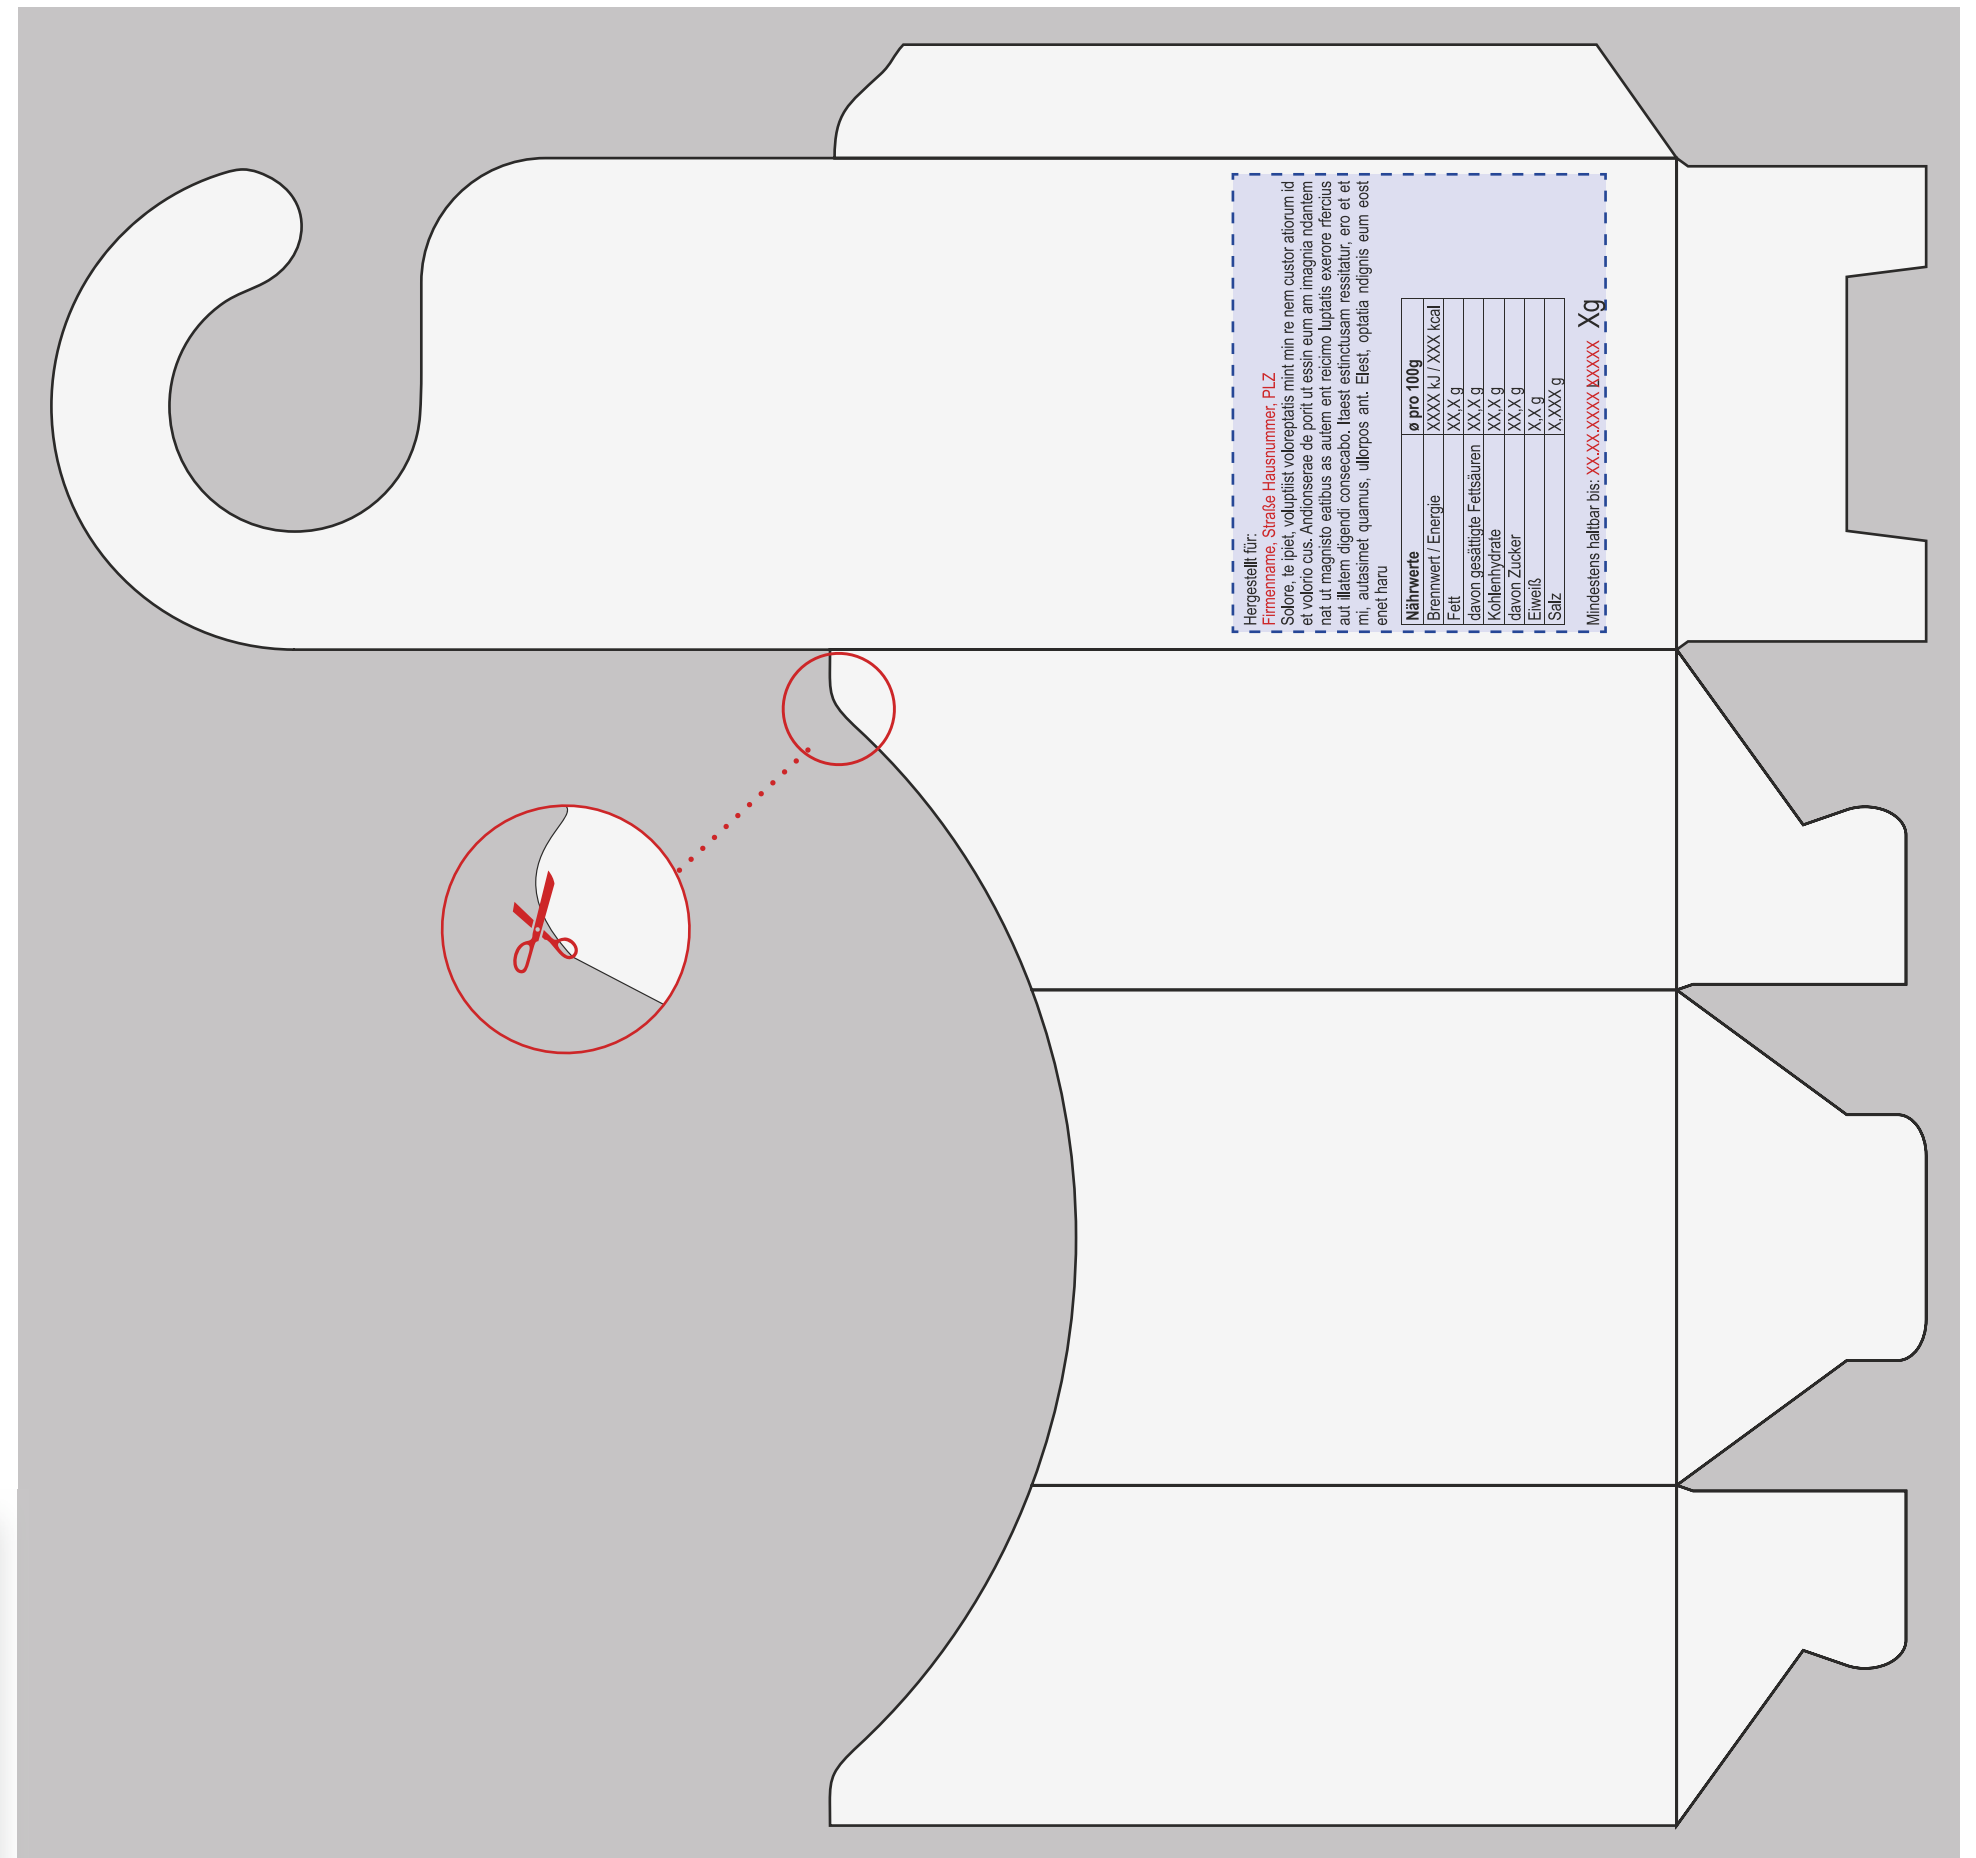 Hergestellt für:
Firmenname, Straße Hausnummer, PLZ
Solore, te ipiet, voluptiist voloreptatis mint min re nem custor atiorum id
et volorio cus. Andionserae de porit ut essin eum am imagnia ndantem
nat ut magnisto eatibus as autem ent reicimo luptatis exerore rfercius
aut illatem digendi consecabo. Itaest estinctusam ressitatur, ero et et
mi, autasimet quamus, ullorpos ant. Elest, optatia ndignis eum eost
enet haru
Nährwerte ø pro 100g
Brennwert / Energie XXXX kJ / XXX kcal
Fett XX,X g
davon gesättigte Fettsäuren XX,X g
Kohlenhydrate XX,X g
davon Zucker XX,X g
Eiweiß X,X g
Salz X,XXX g
Mindestens haltbar bis: XX.XX.XXXX Xg